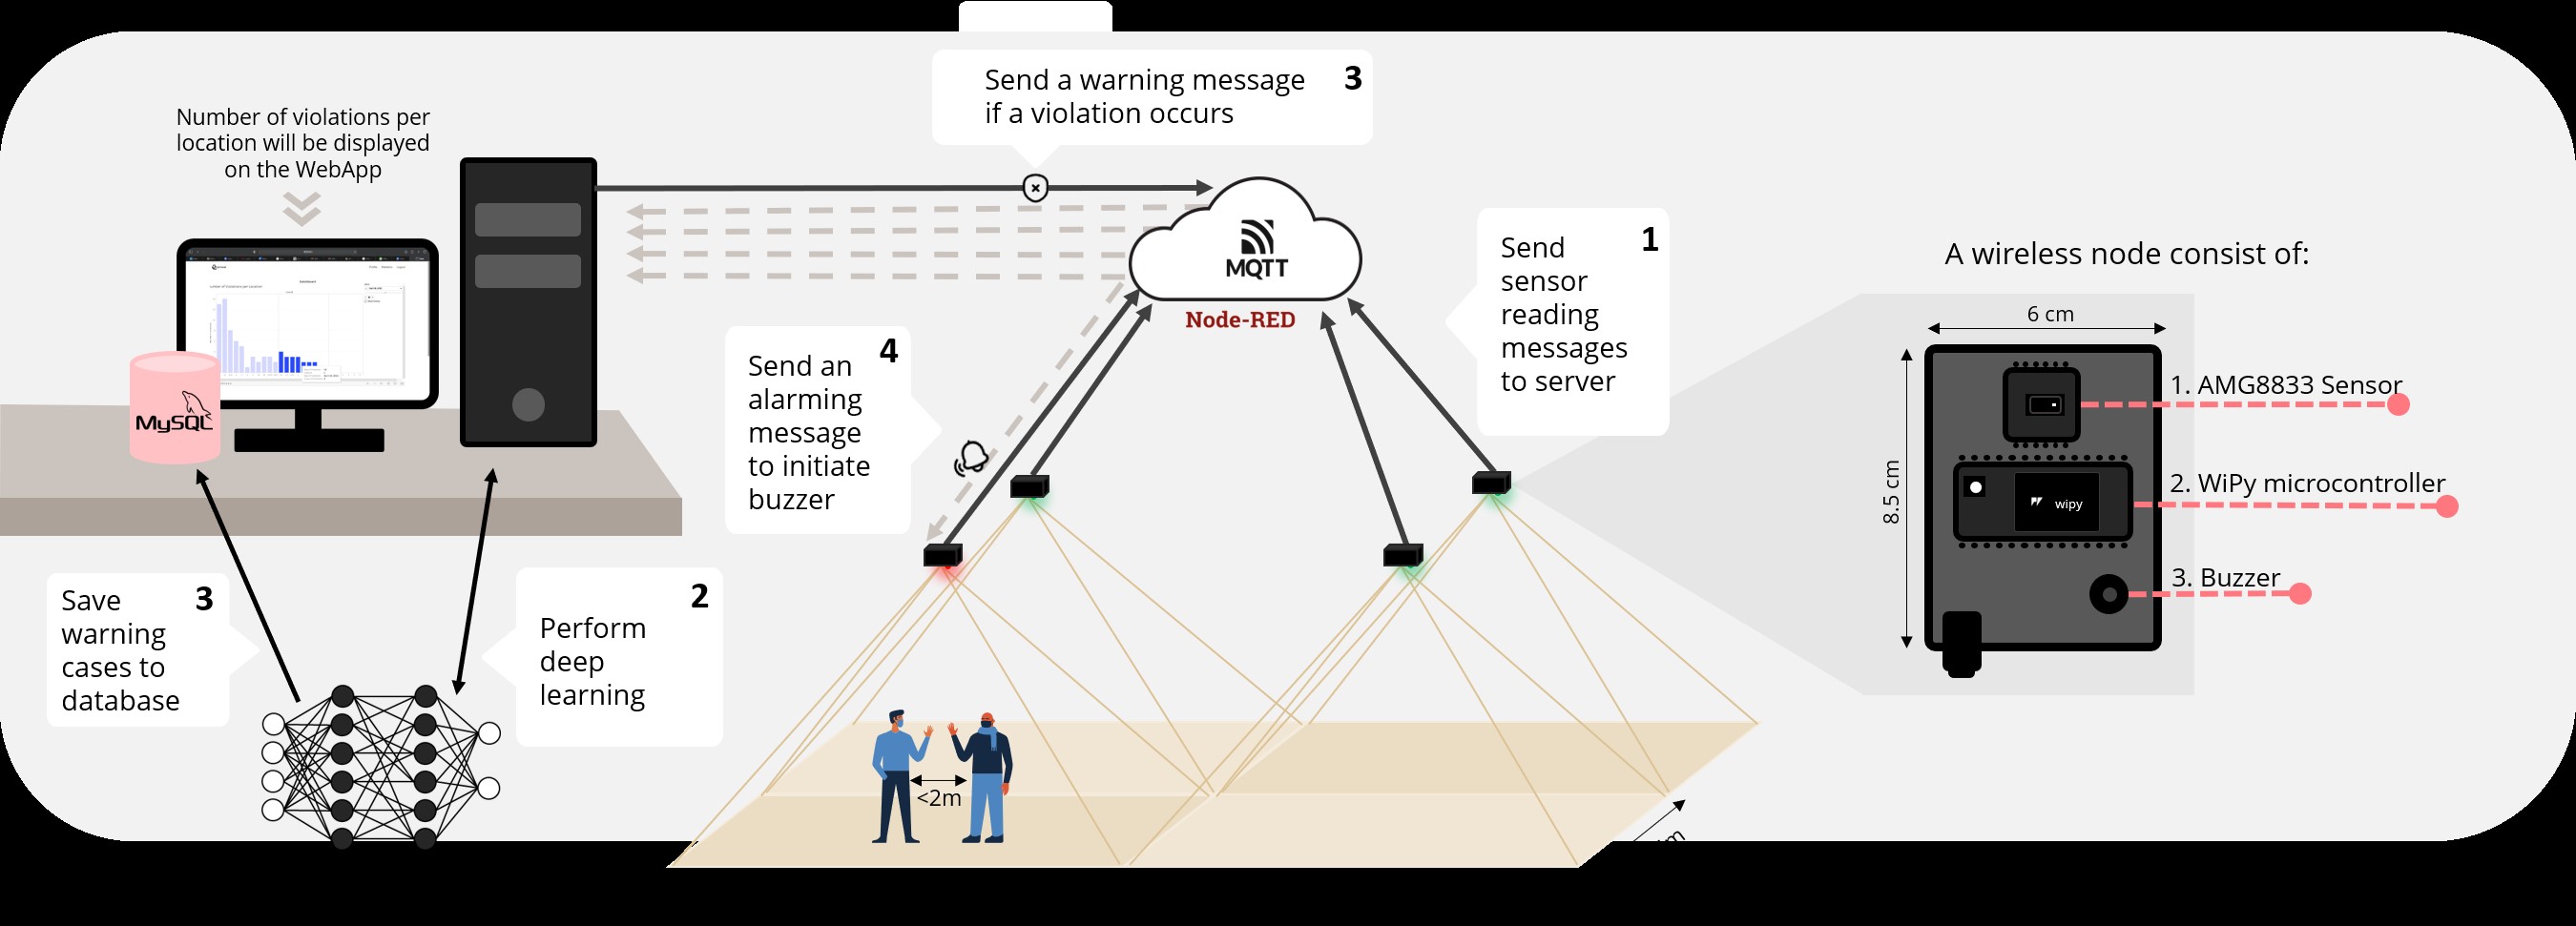 Send a warning message
if a violation occurs
3
Number of violations per
location will be displayed
on the WebApp
MQTT
Node-RED
1
Send
sensor
reading
messages
to server
A wireless node consist of:
6 cm
8.5 cm
1. AMG8833 Sensor
2. WiPy microcontroller
wipy
3. Buzzer
4
Send an
alarming
message
to initiate
buzzer
MySQL
3
Save
warning
cases to
database
2
Perform
deep
learning
<2m